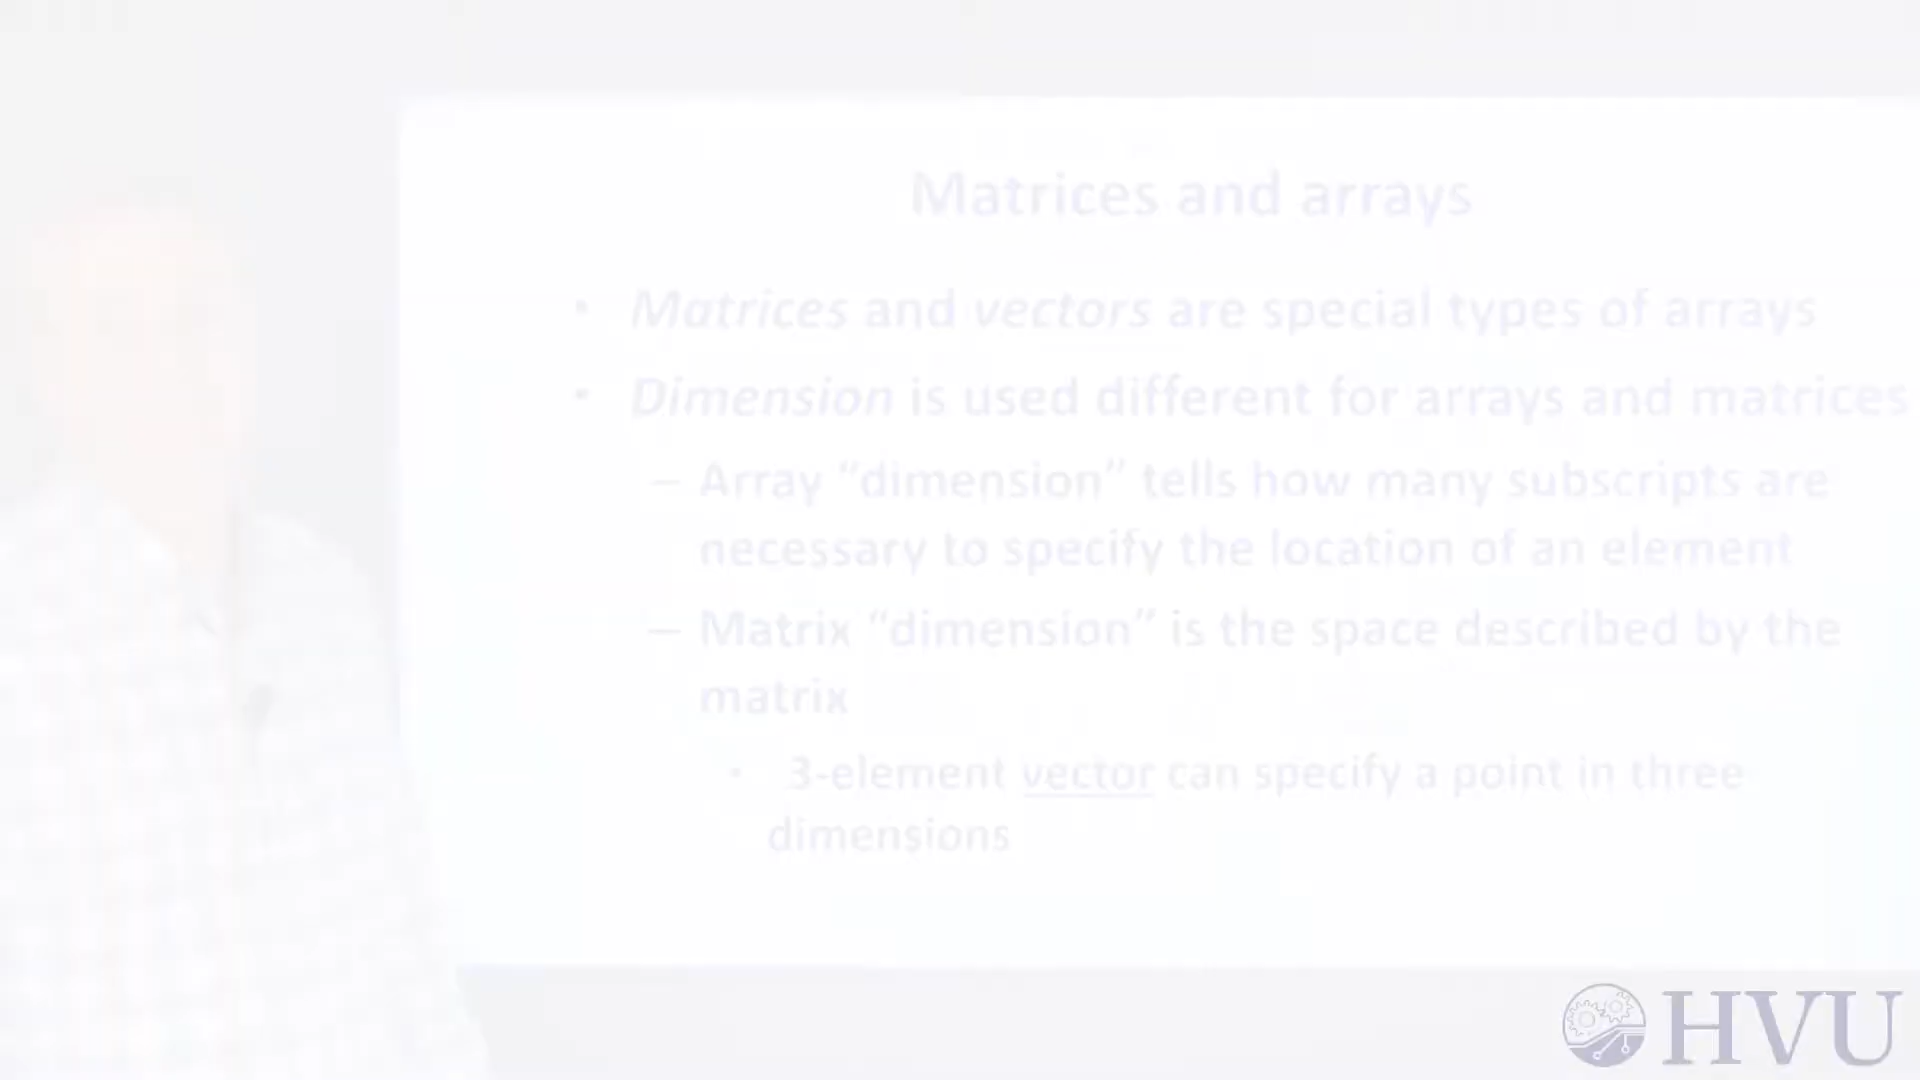 Matrices and arrays
• Matrices and vectors are special types of arrays
• Dimension is used different for arrays and matrices
– Array “dimension” tells how many subscripts are
necessary to specify the location of an element
– Matrix “dimension” is the space described by the
matrix
• 3-element vector can specify a point in three
dimensions
HVU